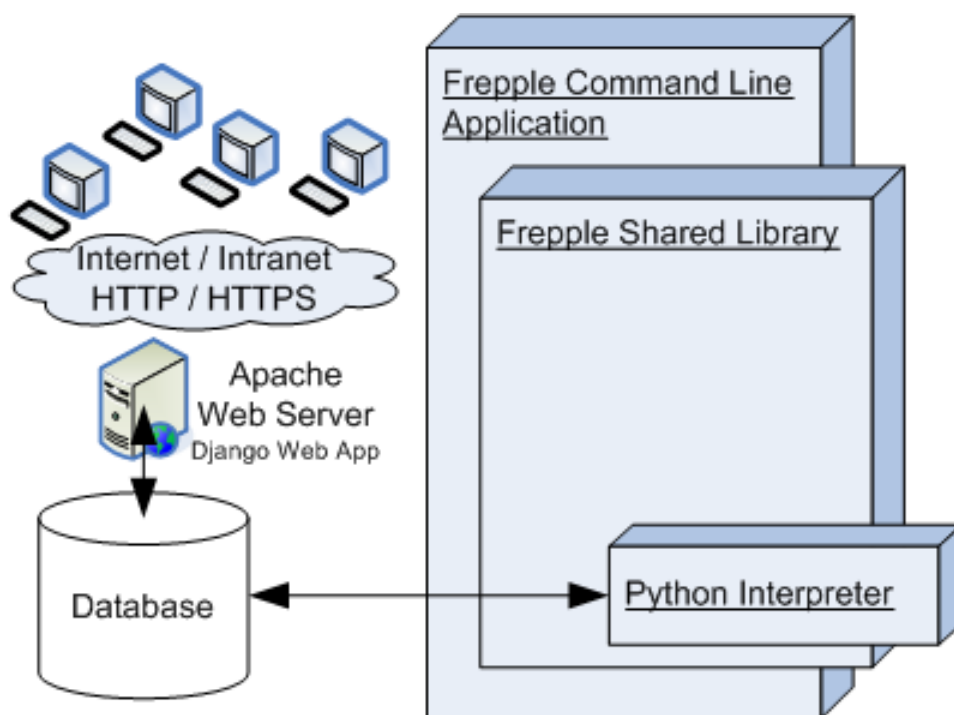 Frepple Command Line
Application
Frepple Shared Library
Internet / Intranet
HTTP / HTTPS
Apache
Web Server
Django Web App
Database
Python Interpreter